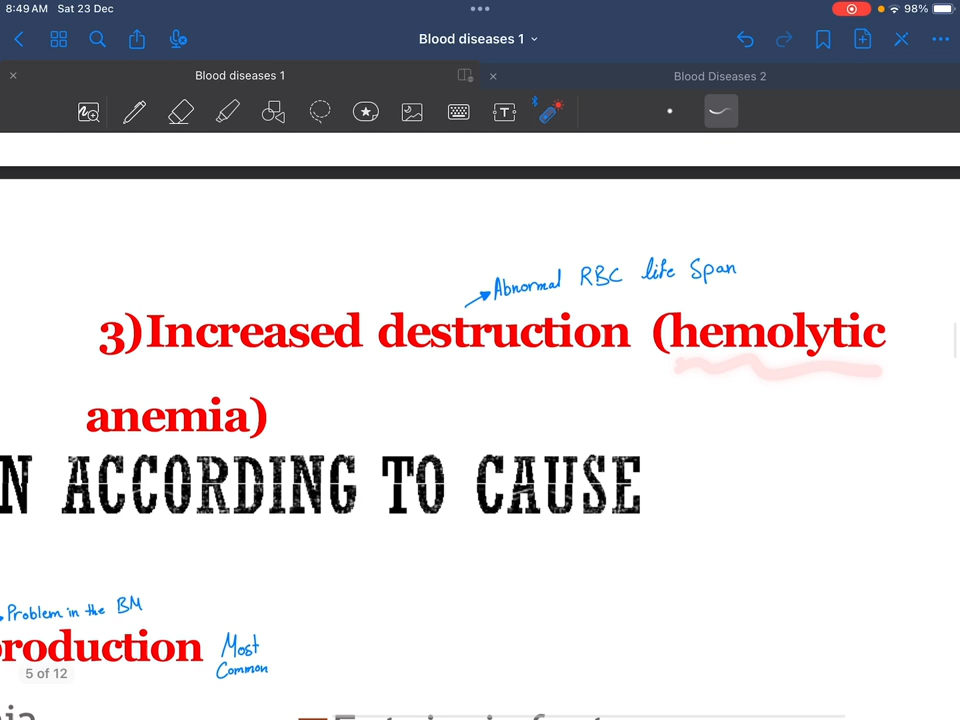 8:49 AM Sat 23 Dec
98%
Blood diseases 1
Blood diseases 1
Blood Diseases 2
Abnormal RBC life Span
3)Increased destruction (hemolytic
anemia)
N ACCORDING TO CAUSE
Problem in the BM
production Most
Common
5 of 12